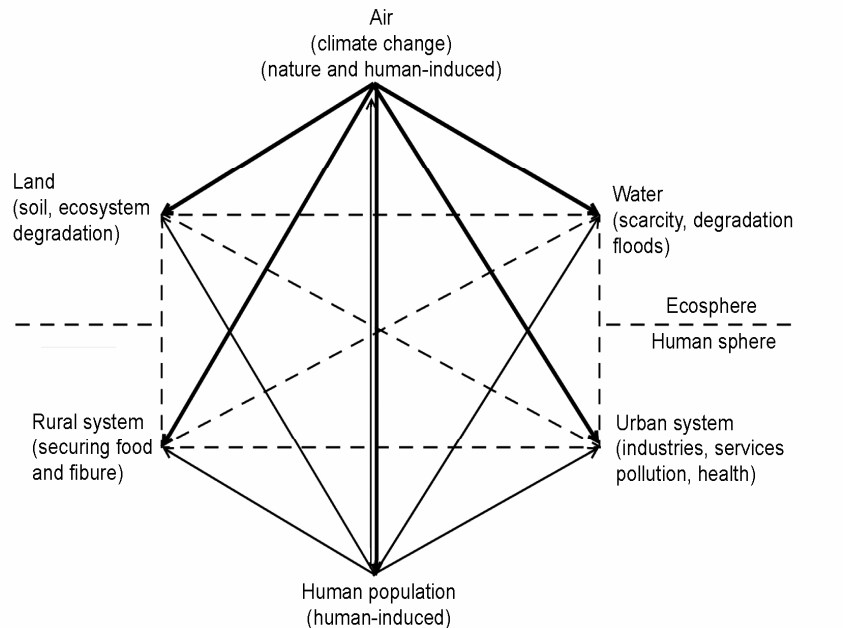 Air
(climate change)
(nature and human-induced)
Land
(soil, ecosystem
degradation)
Water
(scarcity, degradation
floods)
Ecosphere
Human sphere
Rural system
(securing food
and fibure)
Urban system
(industries, services
pollution, health)
Human population
(human-induced)